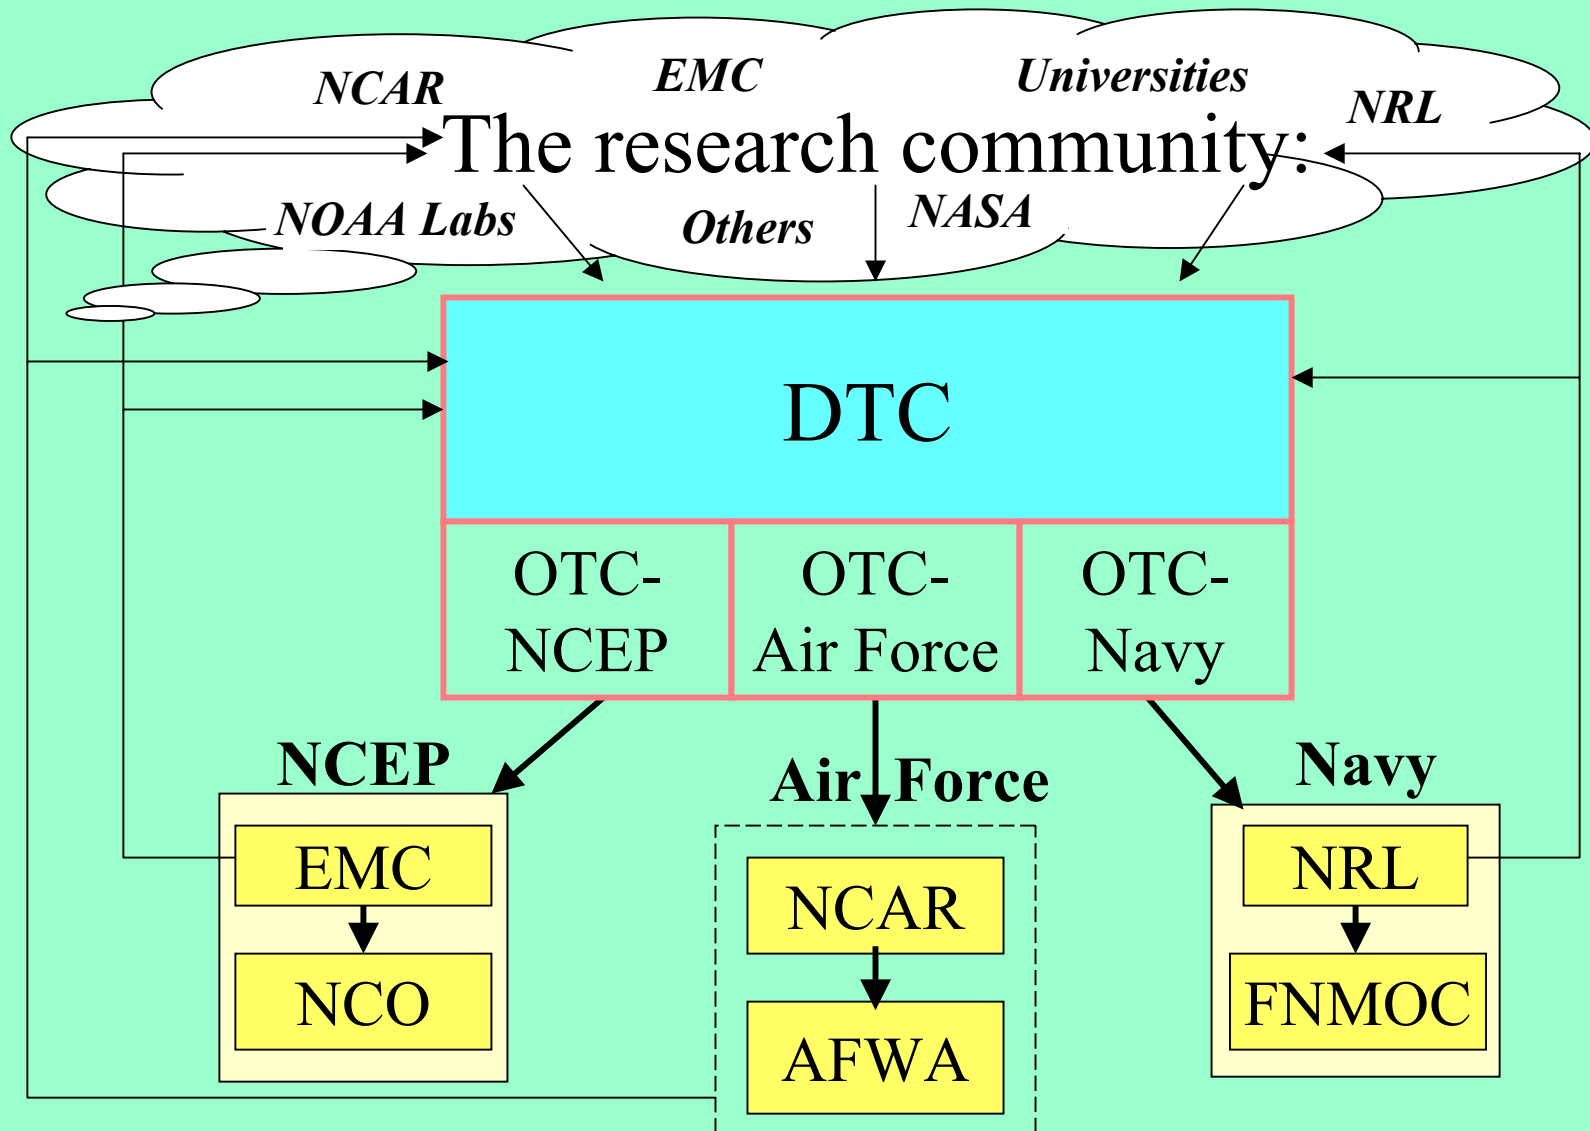 NCAR
EMC
Universities
NRL
The research community:
NOAA Labs
Others
NASA
DTC
OTC-
NCEP
OTC-
Air Force
OTC-
Navy
NCEP
Air Force
Navy
EMC
NCO
NCAR
AFWA
NRL
FNMOC